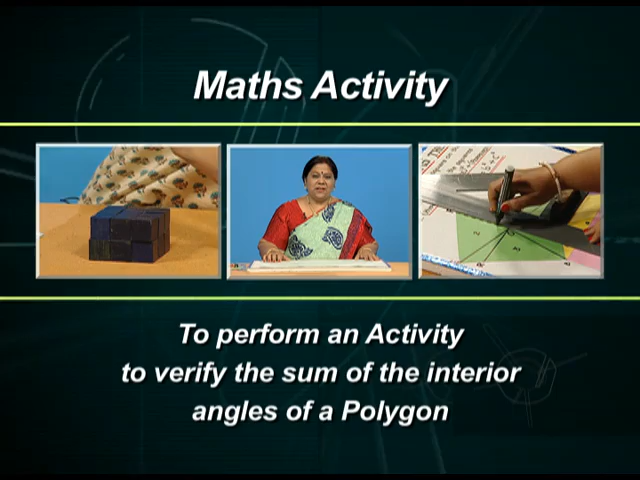 Maths Activity
To perform an Activity
to verify the sum of the interior
angles of a Polygon